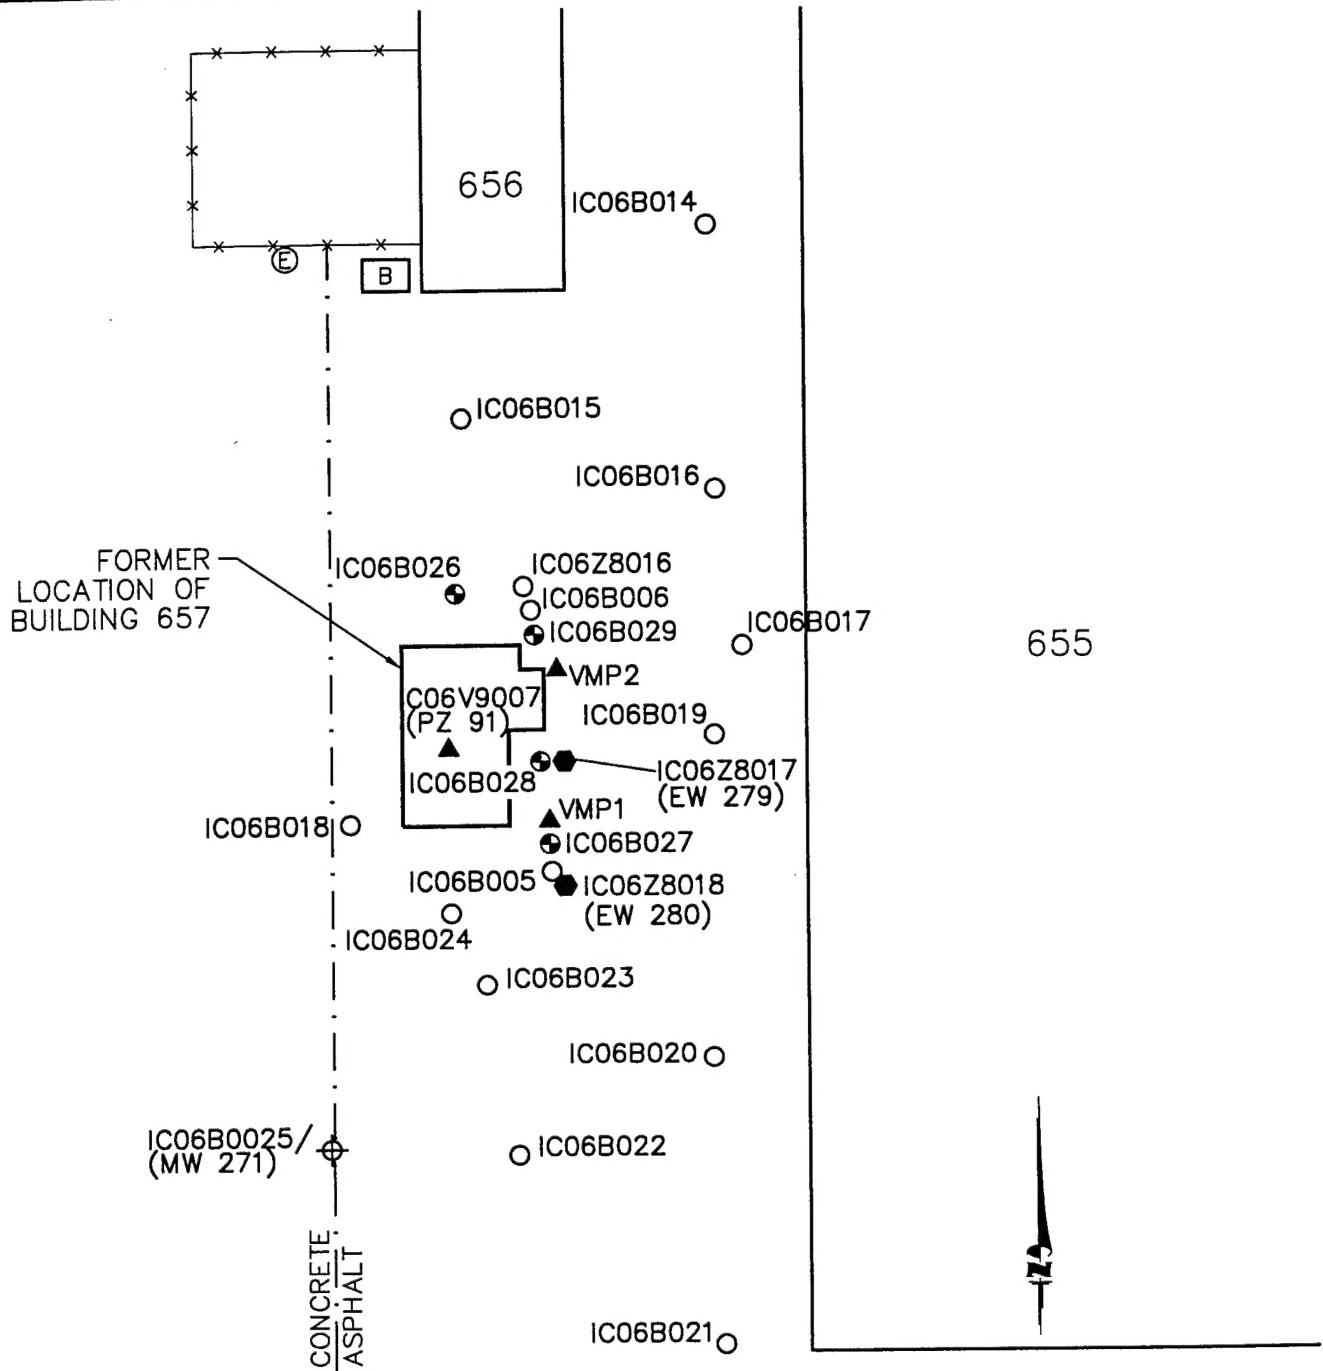 656
IC06B014
E
B
IC06B015
IC06B016
FORMER
LOCATION OF
BUILDING 657
IC06B026
IC06Z8016
IC06B006
IC06B029
IC06B017
655
VMP2
C06V9007
(PZ 91)
IC06B019
IC06B028
IC06Z8017
(EW 279)
VMP1
IC06B018
IC06B027
IC06B005
IC06Z8018
(EW 280)
IC06B024
IC06B023
IC06B020
IC06B0025/
(MW 271)
IC06B022
CONCRETE
ASPHALT
N
IC06B021